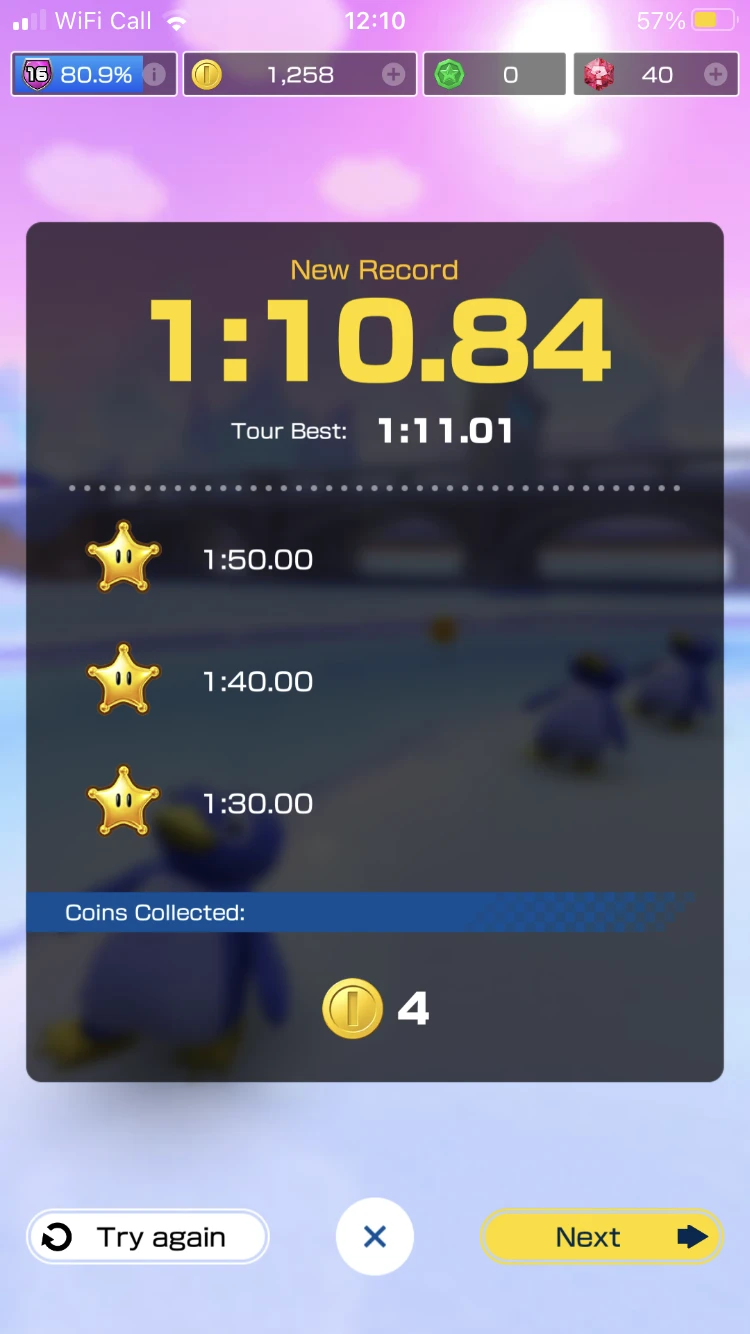 WiFi Call 12:10 57%
16 80.9% i 1,258 + 0 ? 40 +
New Record
1:10.84
Tour Best: 1:11.01
1:50.00
1:40.00
1:30.00
Coins Collected:
4
Try again × Next